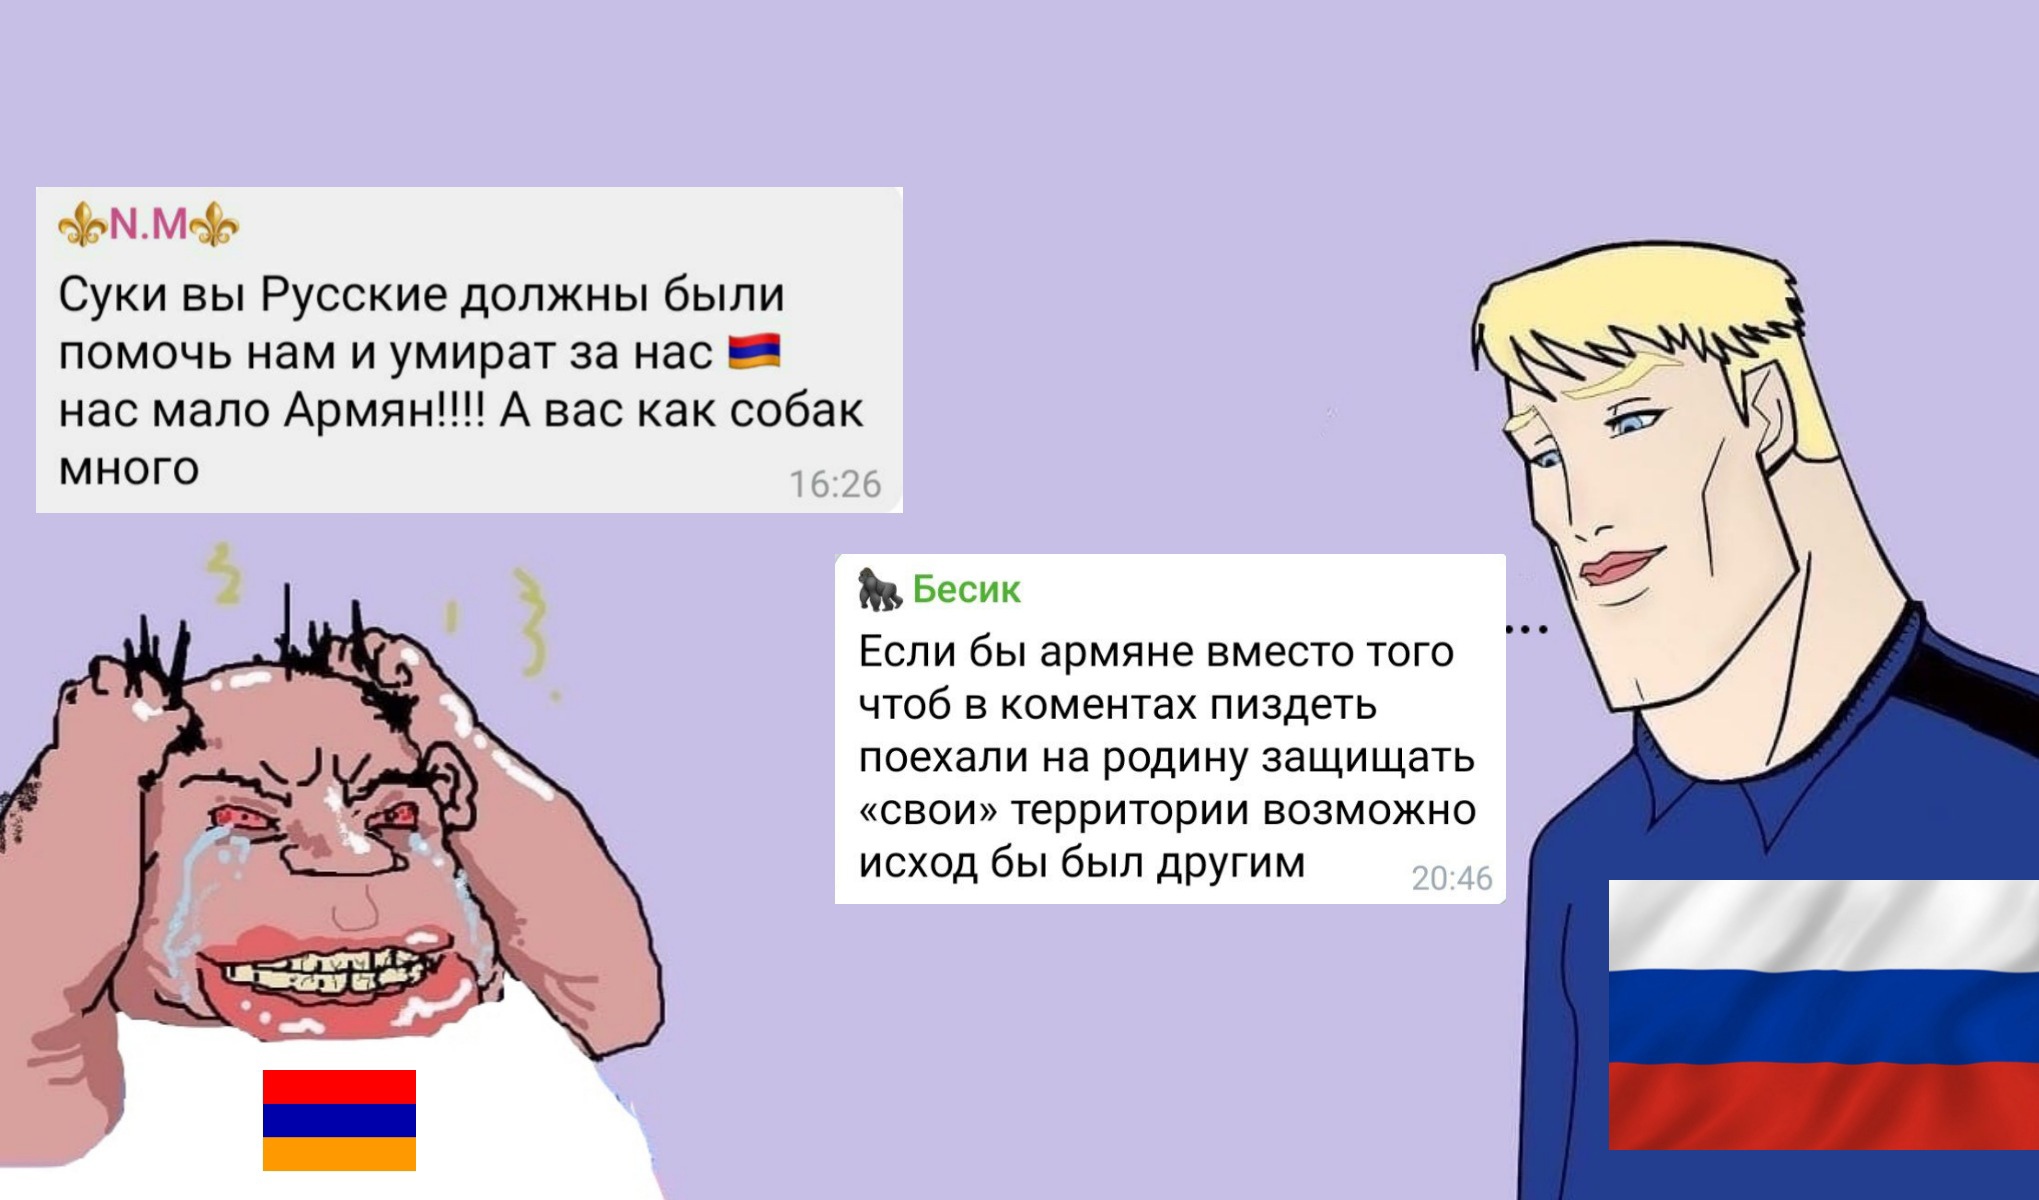 ⚜️N.M⚜️
Суки вы Русские должны были
помочь нам и умират за нас 🇦🇲
нас мало Армян!!!! А вас как собак
много
16:26
🦍 Бесик
Если бы армяне вместо того
чтоб в коментах пиздеть
поехали на родину защищать
«свои» территории возможно
исход бы был другим
20:46
...